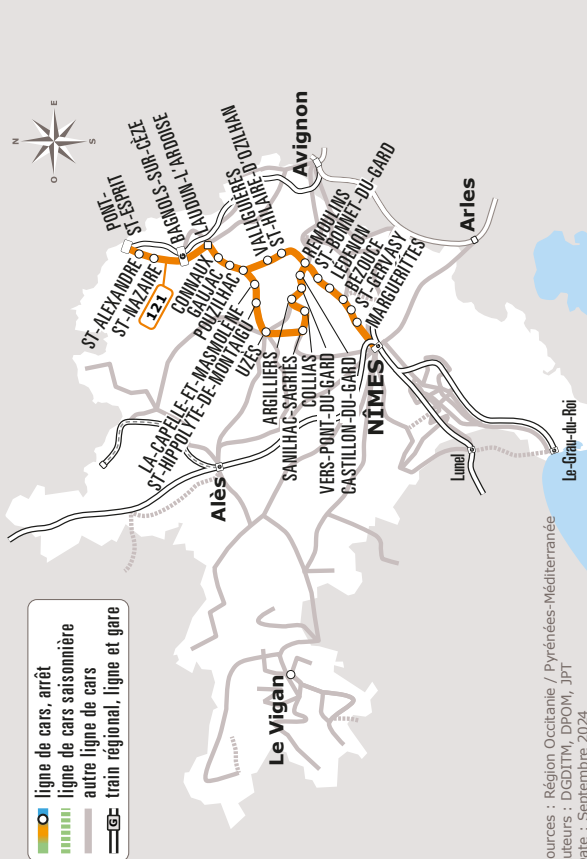 ligne de cars, arrêt
ligne de cars saisonnière
autre ligne de cars
G train régional, ligne et gare
N
E
S
O
PONT-
ST-ESPRIT
ST-ALEXANDRE
ST-NAZAIRE
121
BAGNOLS-SUR-CÈZE
LAUDUN-L'ARDOISE
CONNAUX
GAUJAC
POUZILHAC
VALLIGUIÈRES
ST-HILAIRE-D'OZILHAN
LA-CAPELLE-ET-MASMOLÈNE
ST-HIPPOLYTE-DE-MONTAIGU
UZÈS
ARGILLIERS
SANILHAC-SAGRIÈS
COLLIAS
VERS-PONT-DU-GARD
CASTILLON-DU-GARD
REMOULINS
ST-BONNET-DU-GARD
LÉDENON
BEZOUCE
ST-GERVASY
MARGUERITTES
NÎMES
Avignon
Arles
Alès
Le Vigan
Lunel
Le-Grau-du-Roi
ources : Région Occitanie / Pyrénées-Méditerranée
uteurs : DGDITM, DPOM, JPT
ate : Septembre 2024